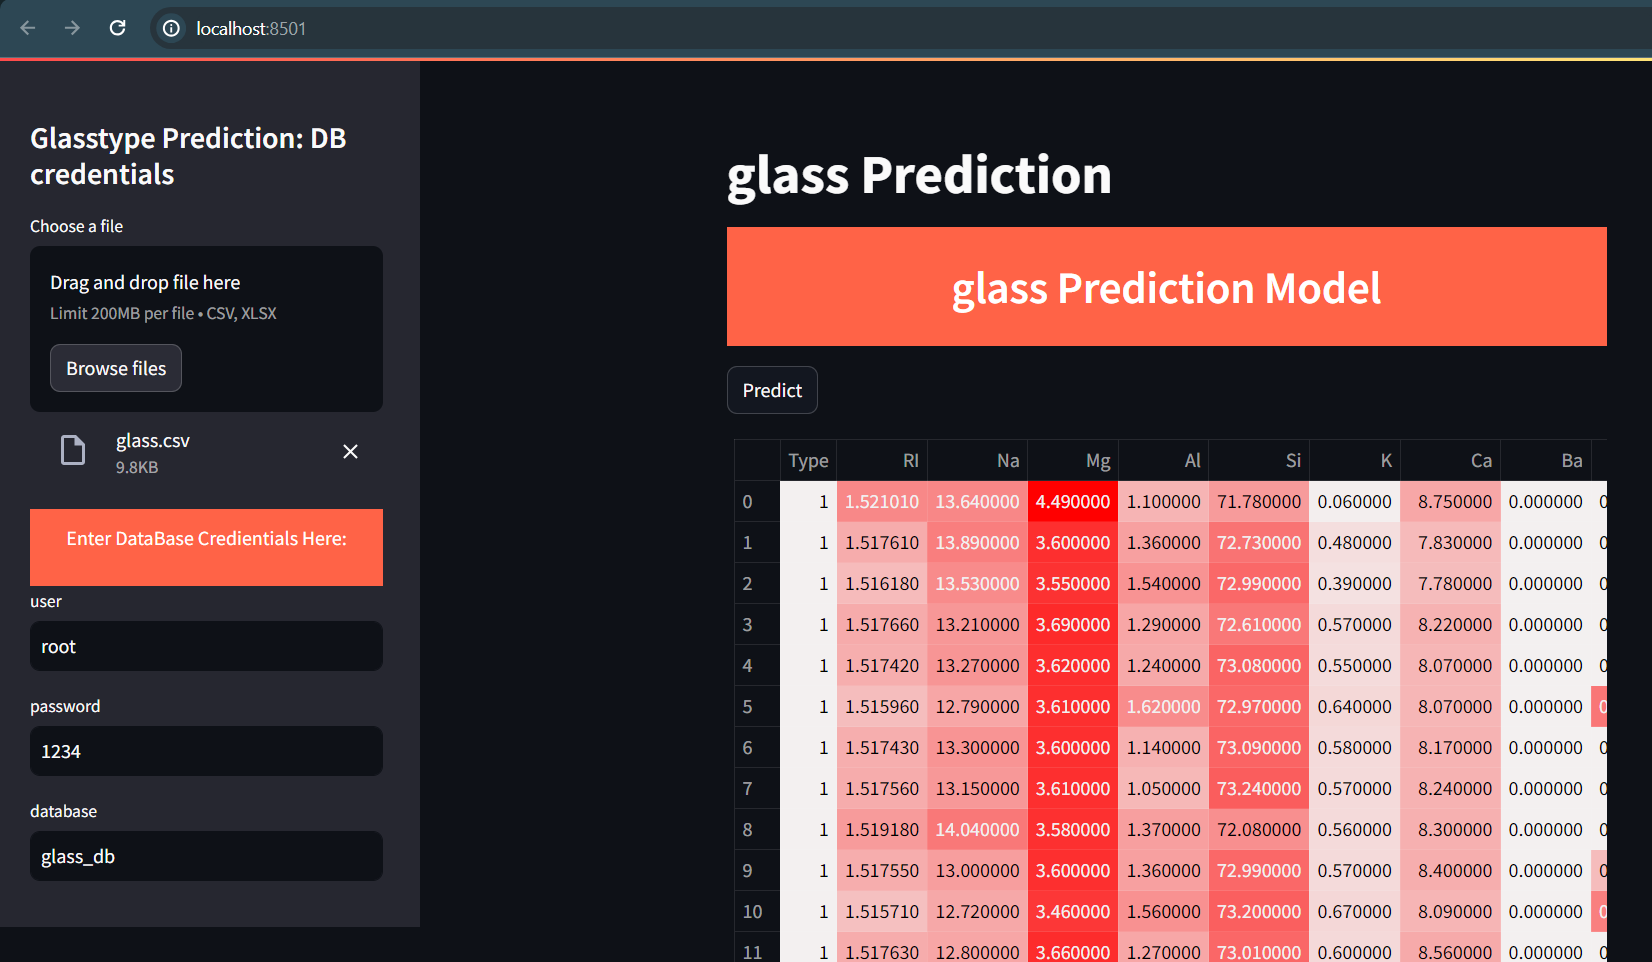 localhost:8501
Glasstype Prediction: DB
credentials
Choose a file
Drag and drop file here
Limit 200MB per file • CSV, XLSX
Browse files
glass.csv
9.8KB
Enter DataBase Credientials Here:
user
root
password
1234
database
glass_db
glass Prediction
glass Prediction Model
Predict
Type RI Na Mg Al Si K Ca Ba
0 1 1.521010 13.640000 4.490000 1.100000 71.780000 0.060000 8.750000 0.000000 0
1 1 1.517610 13.890000 3.600000 1.360000 72.730000 0.480000 7.830000 0.000000 0
2 1 1.516180 13.530000 3.550000 1.540000 72.990000 0.390000 7.780000 0.000000 0
3 1 1.517660 13.210000 3.690000 1.290000 72.610000 0.570000 8.220000 0.000000 0
4 1 1.517420 13.270000 3.620000 1.240000 73.080000 0.550000 8.070000 0.000000 0
5 1 1.515960 12.790000 3.610000 1.620000 72.970000 0.640000 8.070000 0.000000 0
6 1 1.517430 13.300000 3.600000 1.140000 73.090000 0.580000 8.170000 0.000000 0
7 1 1.517560 13.150000 3.610000 1.050000 73.240000 0.570000 8.240000 0.000000 0
8 1 1.519180 14.040000 3.580000 1.370000 72.080000 0.560000 8.300000 0.000000 0
9 1 1.517550 13.000000 3.600000 1.360000 72.990000 0.570000 8.400000 0.000000 0
10 1 1.515710 12.720000 3.460000 1.560000 73.200000 0.670000 8.090000 0.000000 0
11 1 1.517630 12.800000 3.660000 1.270000 73.010000 0.600000 8.560000 0.000000 0